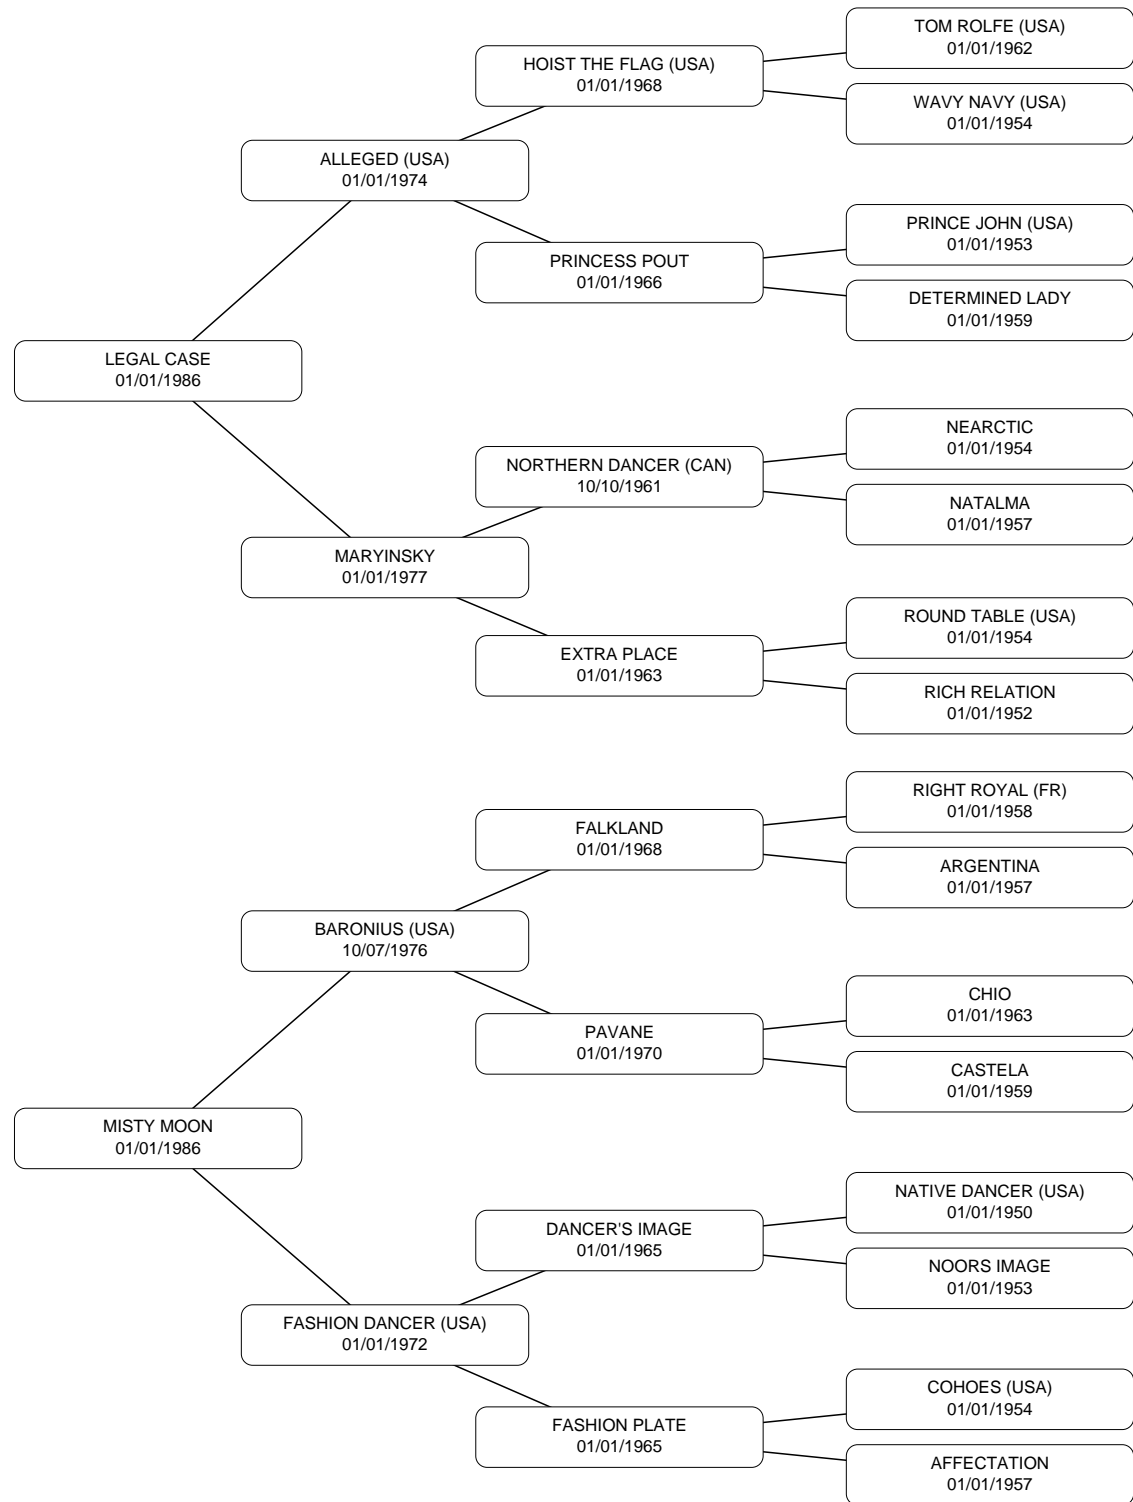 TOM ROLFE (USA)
01/01/1962
HOIST THE FLAG (USA)
01/01/1968
WAVY NAVY (USA)
01/01/1954
ALLEGED (USA)
01/01/1974
PRINCE JOHN (USA)
01/01/1953
PRINCESS POUT
01/01/1966
DETERMINED LADY
01/01/1959
LEGAL CASE
01/01/1986
NEARCTIC
01/01/1954
NORTHERN DANCER (CAN)
10/10/1961
NATALMA
01/01/1957
MARYINSKY
01/01/1977
ROUND TABLE (USA)
01/01/1954
EXTRA PLACE
01/01/1963
RICH RELATION
01/01/1952
RIGHT ROYAL (FR)
01/01/1958
FALKLAND
01/01/1968
ARGENTINA
01/01/1957
BARONIUS (USA)
10/07/1976
CHIO
01/01/1963
PAVANE
01/01/1970
CASTELA
01/01/1959
MISTY MOON
01/01/1986
NATIVE DANCER (USA)
01/01/1950
DANCER'S IMAGE
01/01/1965
NOORS IMAGE
01/01/1953
FASHION DANCER (USA)
01/01/1972
COHOES (USA)
01/01/1954
FASHION PLATE
01/01/1965
AFFECTATION
01/01/1957